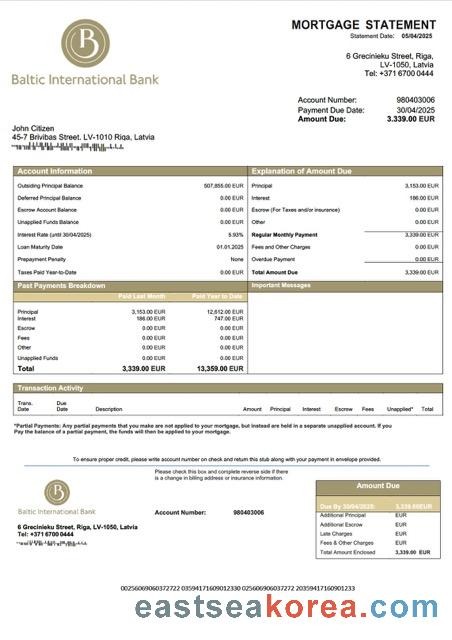 MORTGAGE STATEMENT
Statement Date: 05/04/2025
B
Baltic International Bank
6 Grecinieku Street, Riga,
LV-1050, Latvia
Tel: +371 6700 0444
Account Number: 980403006
Payment Due Date: 30/04/2025
Amount Due: 3.339.00 EUR
John Citizen
45-7 Brivibas Street. LV-1010 Riga, Latvia
Account Information
Outsiding Principal Balance 507,855.00 EUR
Deferred Principal Balance 0.00 EUR
Escrow Account Balance 0.00 EUR
Unapplied Funds Balance 0.00 EUR
Interest Rate (until 30/04/2025) 5.93%
Loan Maturity Date 01.01.2025
Prepayment Penalty None
Taxes Paid Year-to-Date 0.00 EUR
Explanation of Amount Due
Principal 3,153.00 EUR
Interest 186.00 EUR
Escrow (For Taxes and/or insurance) 0.00 EUR
Other 0.00 EUR
Regular Monthly Payment 3,339.00 EUR
Fees and Other Charges 0.00 EUR
Overdue Payment 0.00 EUR
Total Amount Due 3,339.00 EUR
Past Payments Breakdown
Paid Last Month Paid Year to Date
Principal 3,153.00 EUR 12,612.00 EUR
Interest 186.00 EUR 747.00 EUR
Escrow 0.00 EUR 0.00 EUR
Fees 0.00 EUR 0.00 EUR
Other 0.00 EUR 0.00 EUR
Unapplied Funds 0.00 EUR 0.00 EUR
Total 3,339.00 EUR 13,359.00 EUR
Important Messages
Transaction Activity
Trans. Date Due Date Description Amount Principal Interest Escrow Fees Unapplied* Total
*Partial Payments: Any partial payments that you make are not applied to your mortgage, but instead are held in a separate unapplied account. If you
Pay the balance of a partial payment, the funds will then be applied to your mortgage.
To ensure proper credit, please write account number on check and return this stub along with your payment in envelope provided.
Please check this box and complete reverse side if there
is a change in billing address or insurance information.
B
Baltic International Bank
6 Grecinieku Street, Riga, LV-1050, Latvia
Tel: +371 6700 0444
Account Number: 980403006
Amount Due
Due By 30/04/2025: 3,339.00EUR
Additional Principal EUR
Additional Escrow EUR
Late Charges EUR
Fees & Other Charges EUR
Total Amount Enclosed 3,339.00 EUR
00256069060372722 03594171609012330 025606906037272 20359417160901233
eastseakorea.com